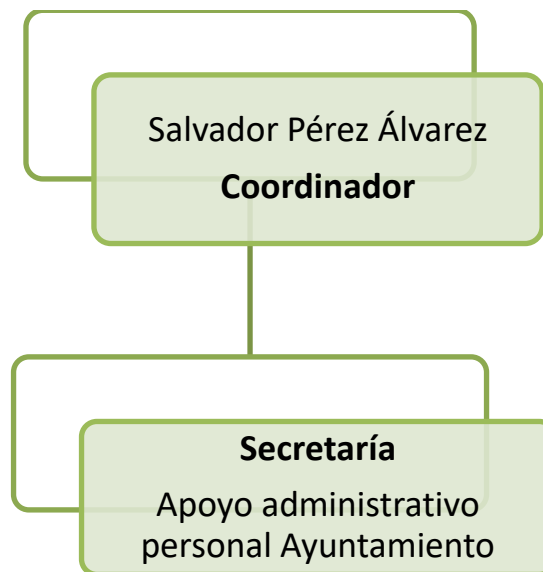 Salvador Pérez Álvarez
Coordinador
Secretaría
Apoyo administrativo
personal Ayuntamiento